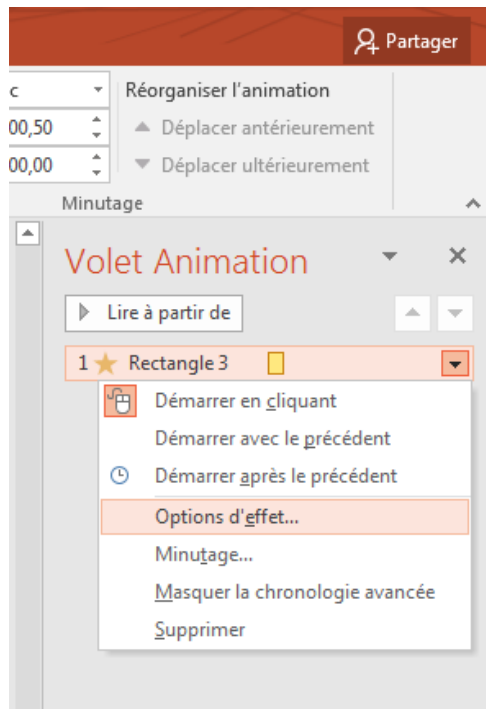 Partager
c Réorganiser l'animation
00,50 Déplacer antérieurement
00,00 Déplacer ultérieurement
Minutage
Volet Animation
Lire à partir de
1 Rectangle 3
Démarrer en cliquant
Démarrer avec le précédent
Démarrer après le précédent
Options d'effet...
Minutage...
Masquer la chronologie avancée
Supprimer